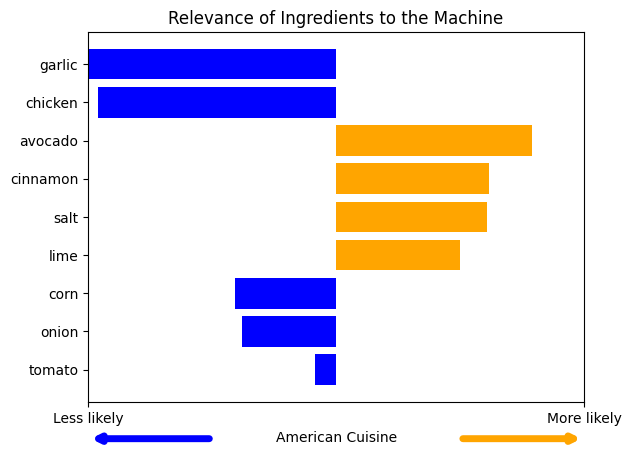 Relevance of Ingredients to the Machine
garlic
chicken
avocado
cinnamon
salt
lime
corn
onion
tomato
Less likely
More likely
American Cuisine